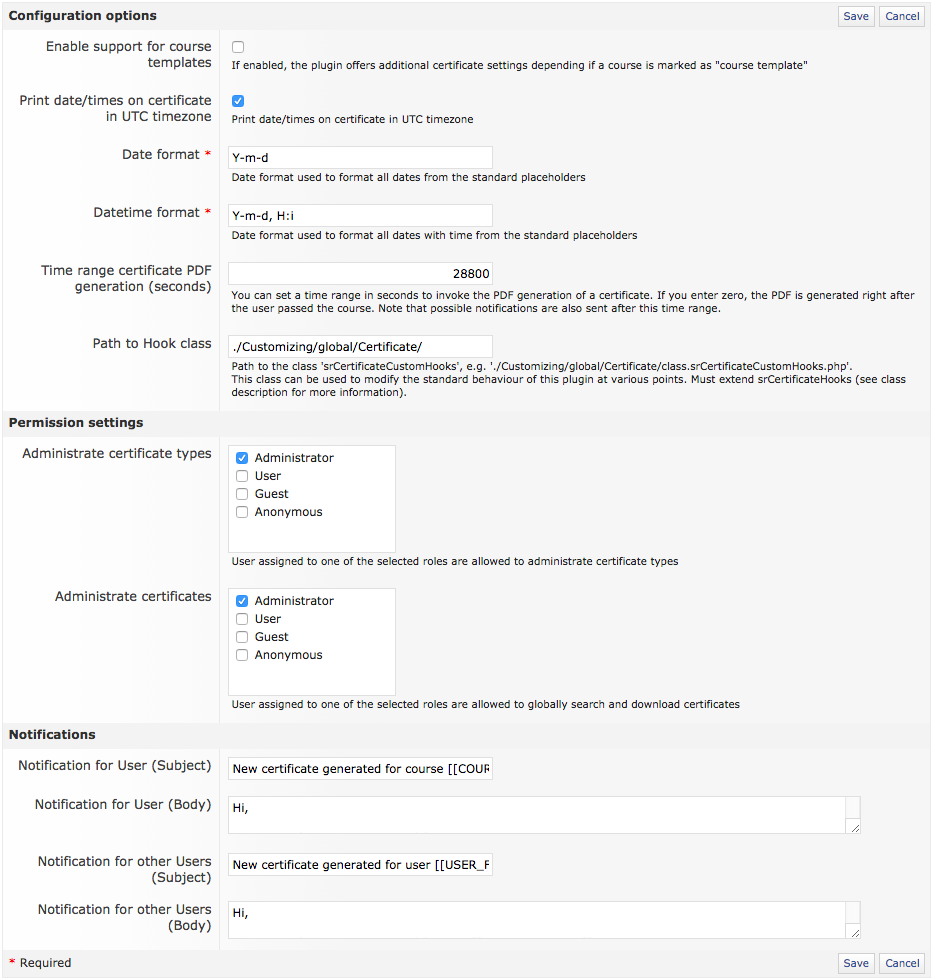 Configuration options
Save Cancel
Enable support for course
templates
If enabled, the plugin offers additional certificate settings depending if a course is marked as "course template"
Print date/times on certificate
in UTC timezone
Print date/times on certificate in UTC timezone
Date format *
Y-m-d
Date format used to format all dates from the standard placeholders
Datetime format *
Y-m-d, H:i
Date format used to format all dates with time from the standard placeholders
Time range certificate PDF
generation (seconds)
28800
You can set a time range in seconds to invoke the PDF generation of a certificate. If you enter zero, the PDF is generated right after
the user passed the course. Note that possible notifications are also sent after this time range.
Path to Hook class
./Customizing/global/Certificate/
Path to the class 'srCertificateCustomHooks', e.g. './Customizing/global/Certificate/class.srCertificateCustomHooks.php'.
This class can be used to modify the standard behaviour of this plugin at various points. Must extend srCertificateHooks (see class
description for more information).
Permission settings
Administrate certificate types
Administrator
User
Guest
Anonymous
User assigned to one of the selected roles are allowed to administrate certificate types
Administrate certificates
Administrator
User
Guest
Anonymous
User assigned to one of the selected roles are allowed to globally search and download certificates
Notifications
Notification for User (Subject)
New certificate generated for course [[COUR
Notification for User (Body)
Hi,
Notification for other Users
(Subject)
New certificate generated for user [[USER_F
Notification for other Users
(Body)
Hi,
* Required
Save Cancel